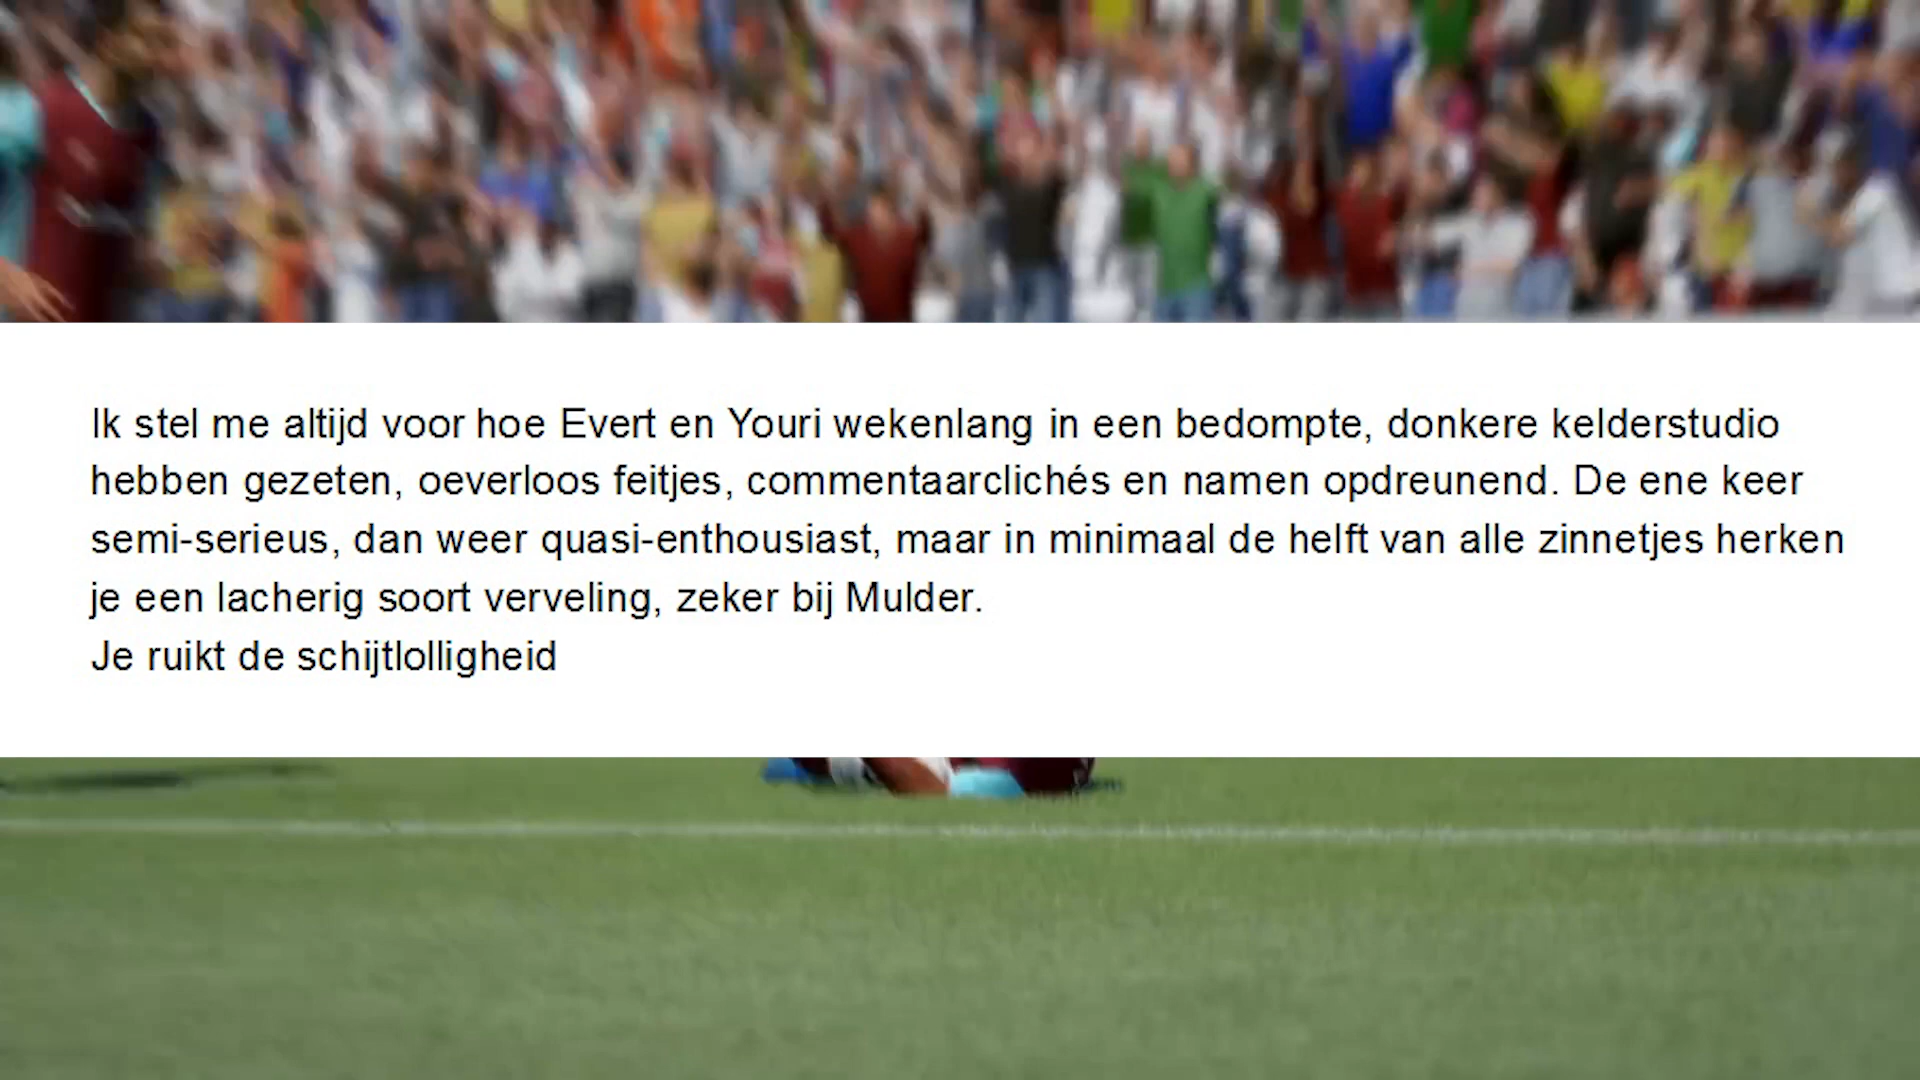 Ik stel me altijd voor hoe Evert en Youri wekenlang in een bedompte, donkere kelderstudio
hebben gezeten, oeverloos feitjes, commentaarclichés en namen opdreunend. De ene keer
semi-serieus, dan weer quasi-enthousiast, maar in minimaal de helft van alle zinnetjes herken
je een lacherig soort verveling, zeker bij Mulder.
Je ruikt de schijtlolligheid